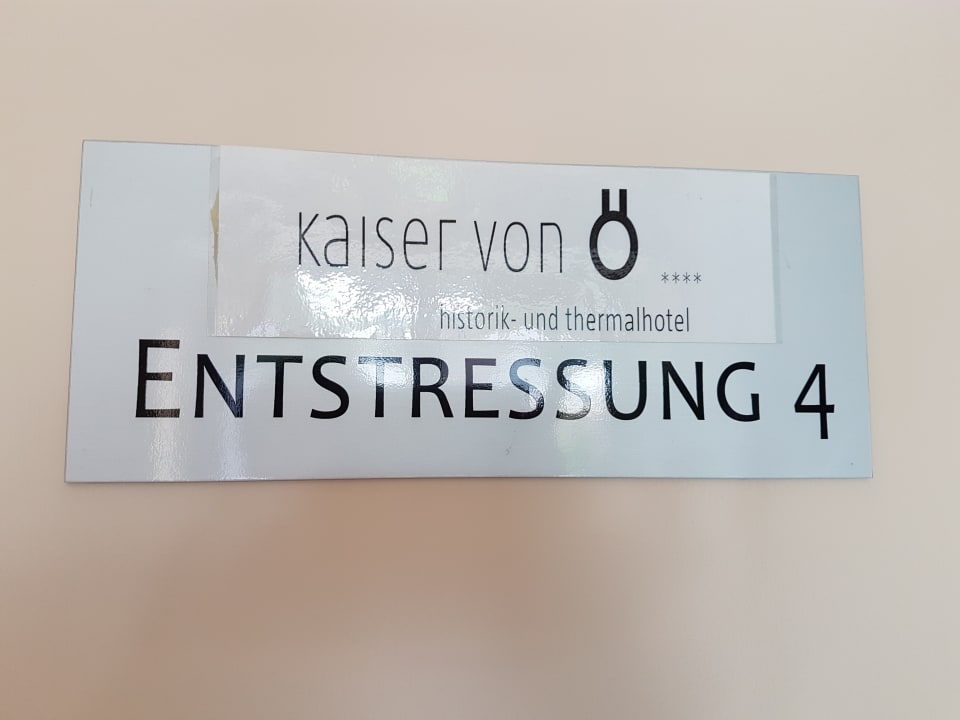 kaiser von Ö ****
historik- und thermalhotel
ENTSTRESSUNG 4